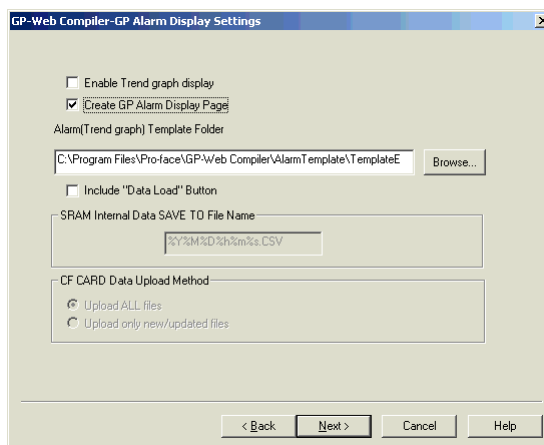 GP-Web Compiler-GP Alarm Display Settings
Enable Trend graph display
Create GP Alarm Display Page
Alarm(Trend graph) Template Folder
C:\Program Files\Pro-face\GP-Web Compiler\AlarmTemplate\TemplateE
Browse...
Include "Data Load" Button
SRAM Internal Data SAVE TO File Name
%Y%M%D%h%m%s.CSV
CF CARD Data Upload Method
Upload ALL files
Upload only new/updated files
< Back Next > Cancel Help